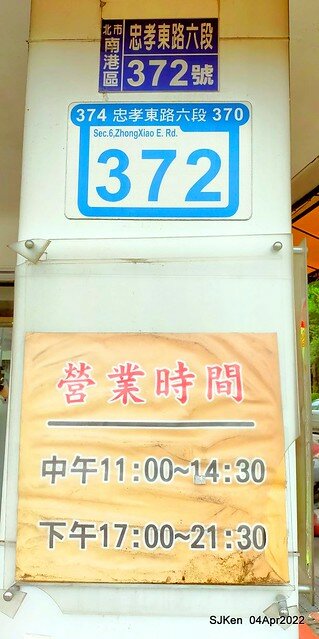 北市
南港區
忠孝東路六段
372號
374 忠孝東路六段 370
Sec.6,ZhongXiao E. Rd.
372
營業時間
中午11:00~14:30
下午17:00~21:30
SJKen 04Apr2022